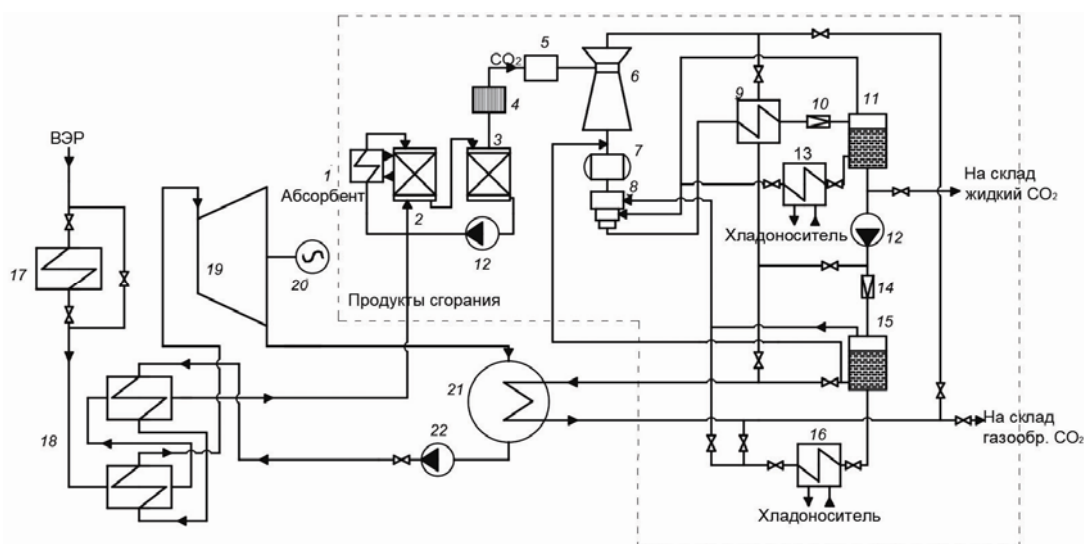 CO₂
5
6
4
3
1
Абсорбент
2
12
7
8
9
10
11
13
Хладоноситель
На склад
жидкий CO₂
12
14
15
ВЭР
17
19
20
Продукты сгорания
18
21
22
16
Хладоноситель
На склад
газообр. CO₂